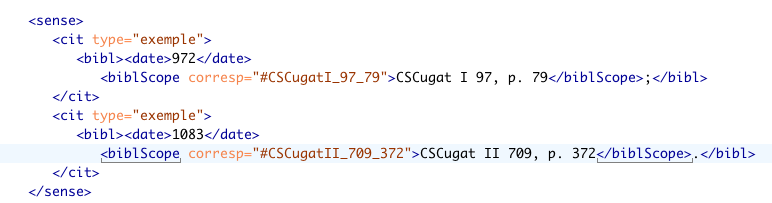 <sense>
<cit type="exemple">
<bibl><date>972</date>
<biblScope corresp="#CSCugatI_97_79">CSCugat I 97, p. 79</biblScope>;</bibl>
</cit>
<cit type="exemple">
<bibl><date>1083</date>
<biblScope corresp="#CSCugatII_709_372">CSCugat II 709, p. 372</biblScope>.</bibl>
</cit>
</sense>